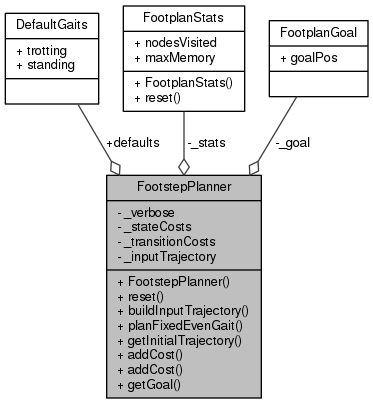 DefaultGaits
+ trotting
+ standing
FootplanStats
+ nodesVisited
+ maxMemory
+ FootplanStats()
+ reset()
FootplanGoal
+ goalPos
+defaults
-_stats
-_goal
FootstepPlanner
- _verbose
- _stateCosts
- _transitionCosts
- _inputTrajectory
+ FootstepPlanner()
+ reset()
+ buildInputTrajectory()
+ planFixedEvenGait()
+ getInitialTrajectory()
+ addCost()
+ addCost()
+ getGoal()